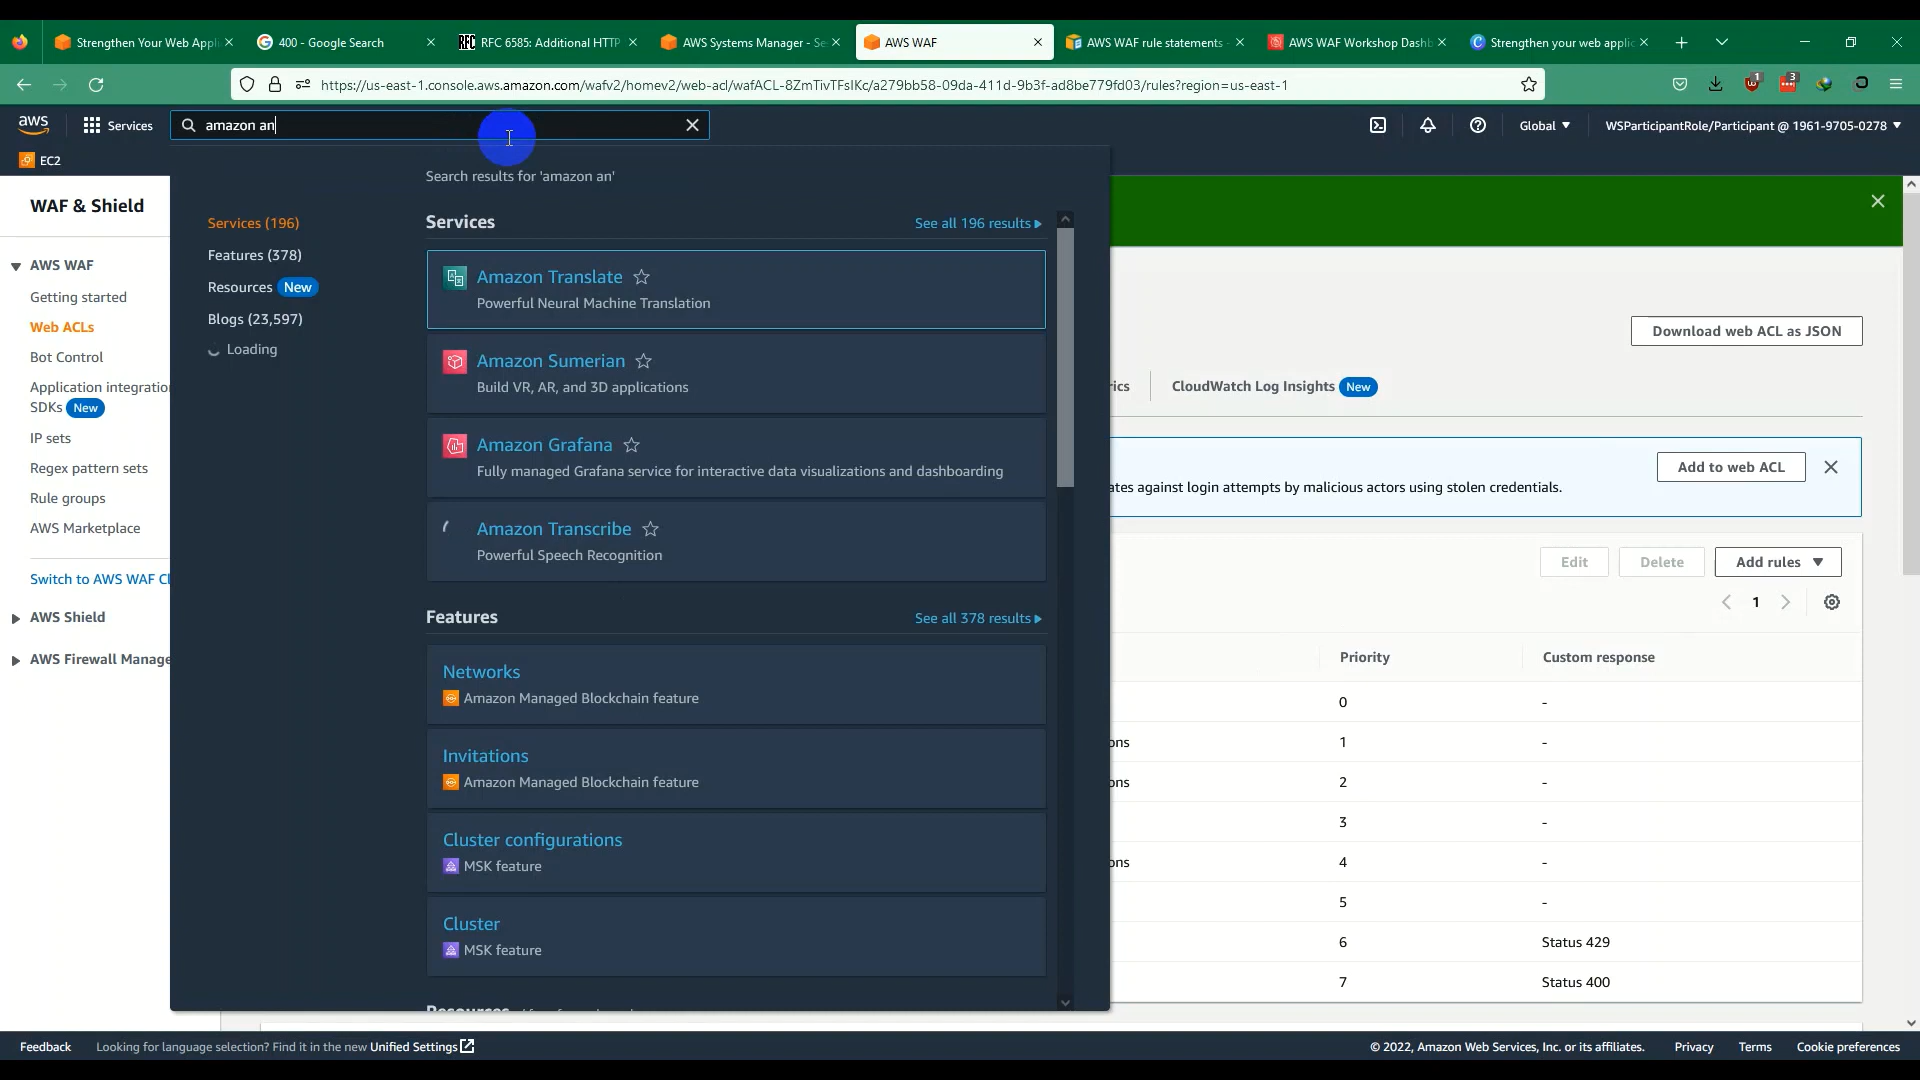 Strengthen Your Web Appl
400 - Google Search
RFC
RFC 6585: Additional HTTP
AWS Systems Manager - Se
AWS WAF
AWS WAF rule statements -
AWS WAF Workshop Dashb
Strengthen your web applic
https://us-east-1.console.aws.amazon.com/wafv2/homev2/web-acl/wafACL-8ZmTivTFsIKc/a279bb58-09da-411d-9b3f-ad8be779fd03/rules?region=us-east-1
1
3
aws
Services
amazon an
Global
WSParticipantRole/Participant @ 1961-9705-0278
EC2
Search results for 'amazon an'
WAF & Shield
AWS WAF
Getting started
Web ACLs
Bot Control
Application integration
SDKs New
IP sets
Regex pattern sets
Rule groups
AWS Marketplace
Switch to AWS WAF Cl
AWS Shield
AWS Firewall Manage
Services (196)
Features (378)
Resources New
Blogs (23,597)
Loading
Services
See all 196 results
Amazon Translate
Powerful Neural Machine Translation
Amazon Sumerian
Build VR, AR, and 3D applications
Amazon Grafana
Fully managed Grafana service for interactive data visualizations and dashboarding
Amazon Transcribe
Powerful Speech Recognition
Features
See all 378 results
Networks
Amazon Managed Blockchain feature
Invitations
Amazon Managed Blockchain feature
Cluster configurations
MSK feature
Cluster
MSK feature
Resources
Download web ACL as JSON
rics
CloudWatch Log Insights New
Add to web ACL
ates against login attempts by malicious actors using stolen credentials.
Edit
Delete
Add rules
1
Priority
Custom response
0 -
ons 1 -
ons 2 -
3 -
ons 4 -
5 -
6 Status 429
7 Status 400
Feedback
Looking for language selection? Find it in the new Unified Settings
© 2022, Amazon Web Services, Inc. or its affiliates.
Privacy
Terms
Cookie preferences